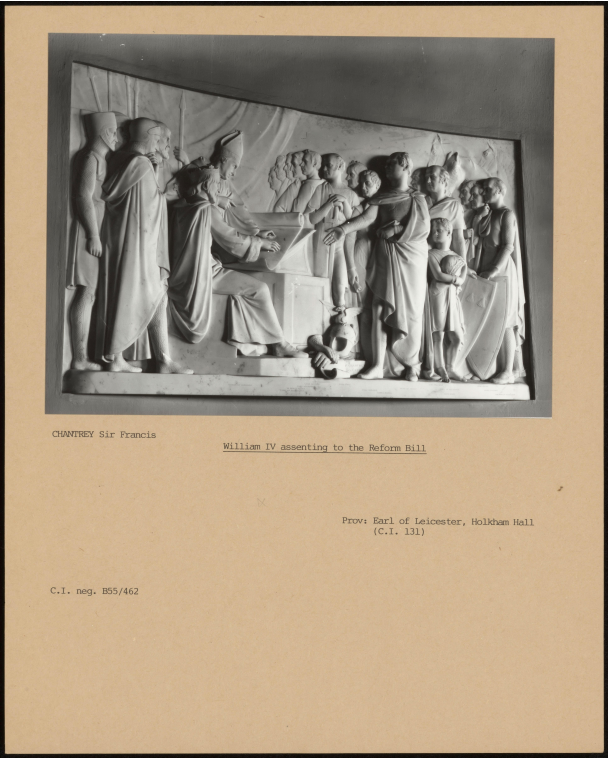 CHANTREY Sir Francis
William IV assenting to the Reform Bill
Prov: Earl of Leicester, Holkham Hall
(C.I. 131)
C.I. neg. B55/462